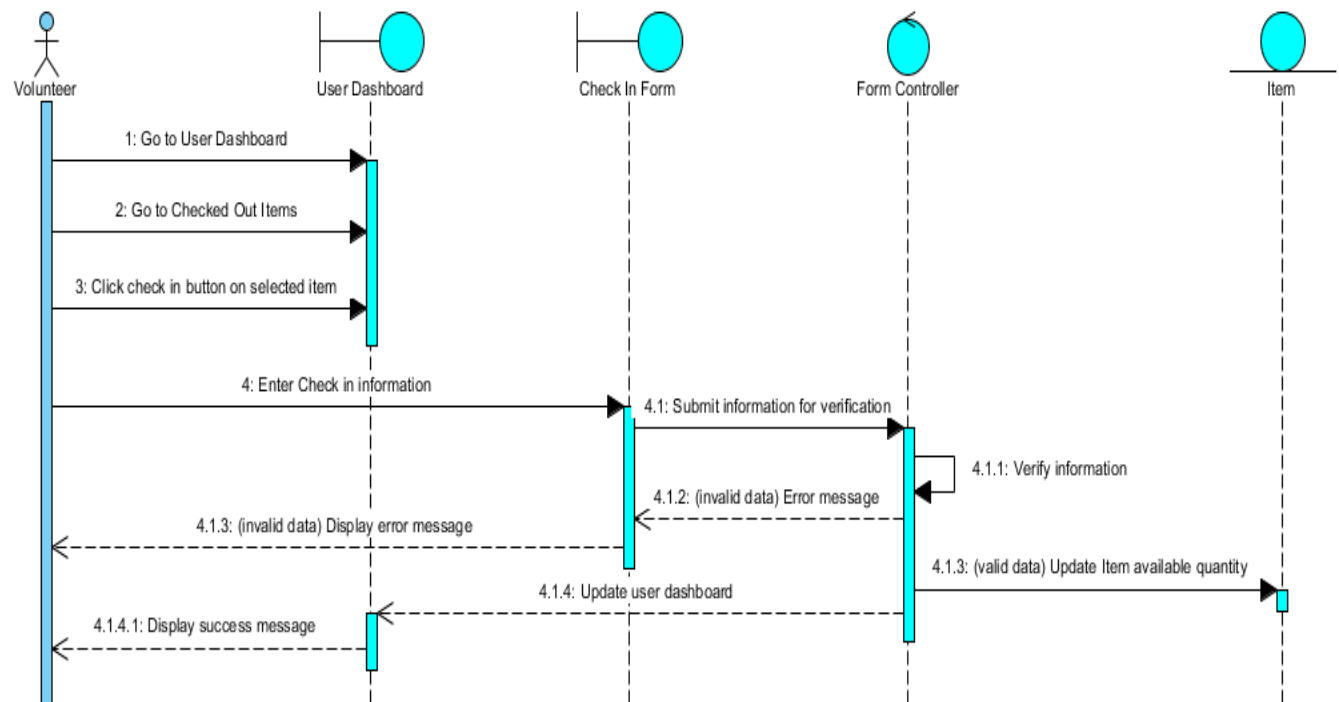 Volunteer
User Dashboard
Check In Form
Form Controller
Item
1: Go to User Dashboard
2: Go to Checked Out Items
3: Click check in button on selected item
4: Enter Check in information
4.1: Submit information for verification
4.1.1: Verify information
4.1.2: (invalid data) Error message
4.1.3: (invalid data) Display error message
4.1.3: (valid data) Update Item available quantity
4.1.4: Update user dashboard
4.1.4.1: Display success message